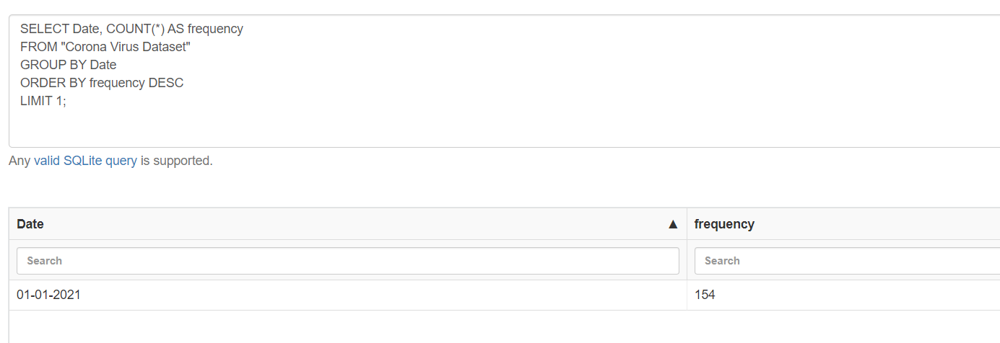 SELECT Date, COUNT(*) AS frequency
FROM "Corona Virus Dataset"
GROUP BY Date
ORDER BY frequency DESC
LIMIT 1;
Any valid SQLite query is supported.
Date ▲ frequency
Search Search
01-01-2021 154